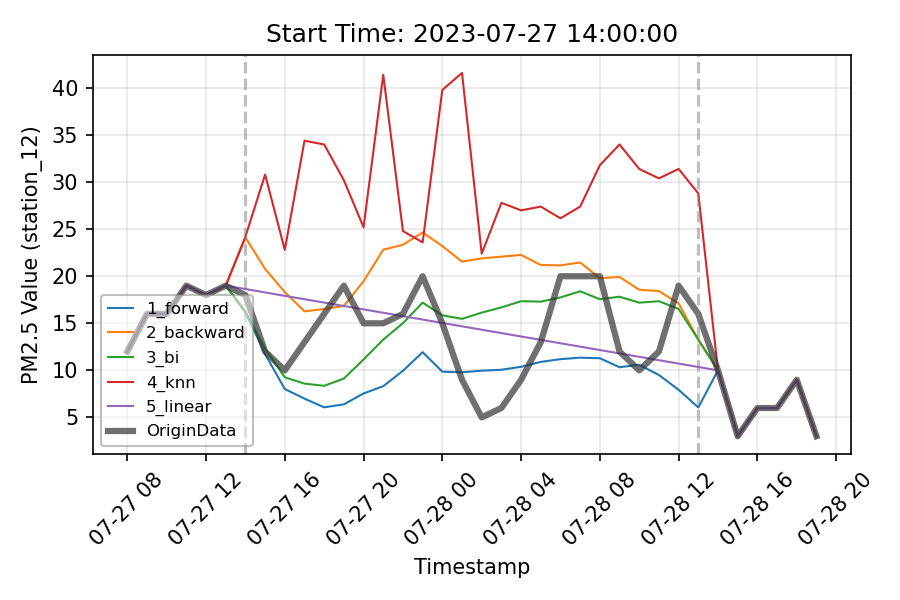 Start Time: 2023-07-27 14:00:00
PM2.5 Value (station_12)
40
35
30
25
20
15
10
5
1_forward
2_backward
3_bi
4_knn
5_linear
OriginData
07-27 08
07-27 12
07-27 16
07-27 20
07-28 00
07-28 04
07-28 08
07-28 12
07-28 16
07-28 20
Timestamp